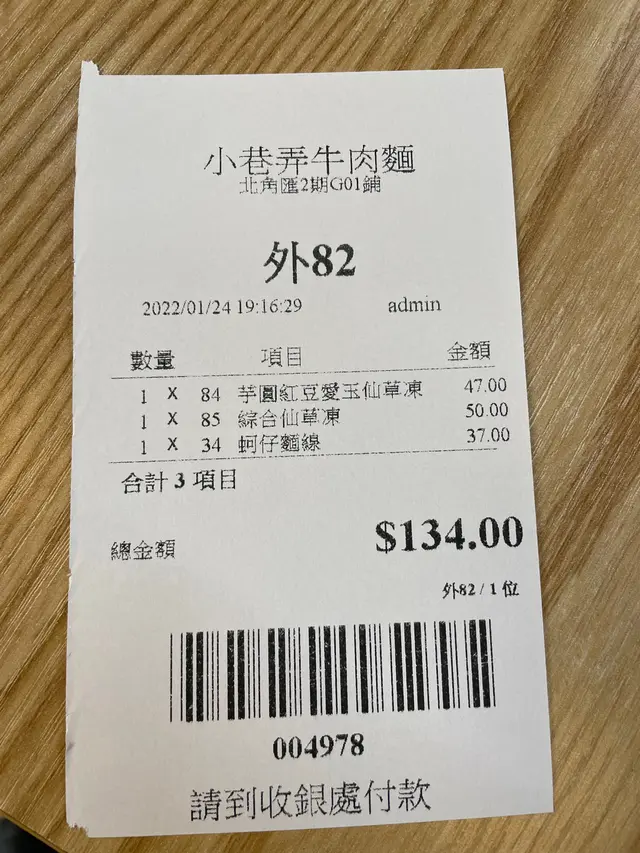 小巷弄牛肉麵
北角匯2期G01鋪
外82
2022/01/24 19:16:29 admin
數量 項目 金額
1 X 84 芋圓紅豆愛玉仙草凍 47.00
1 X 85 綜合仙草凍 50.00
1 X 34 蚵仔麵線 37.00
合計 3 項目
總金額 $134.00
外82 / 1 位
004978
請到收銀處付款